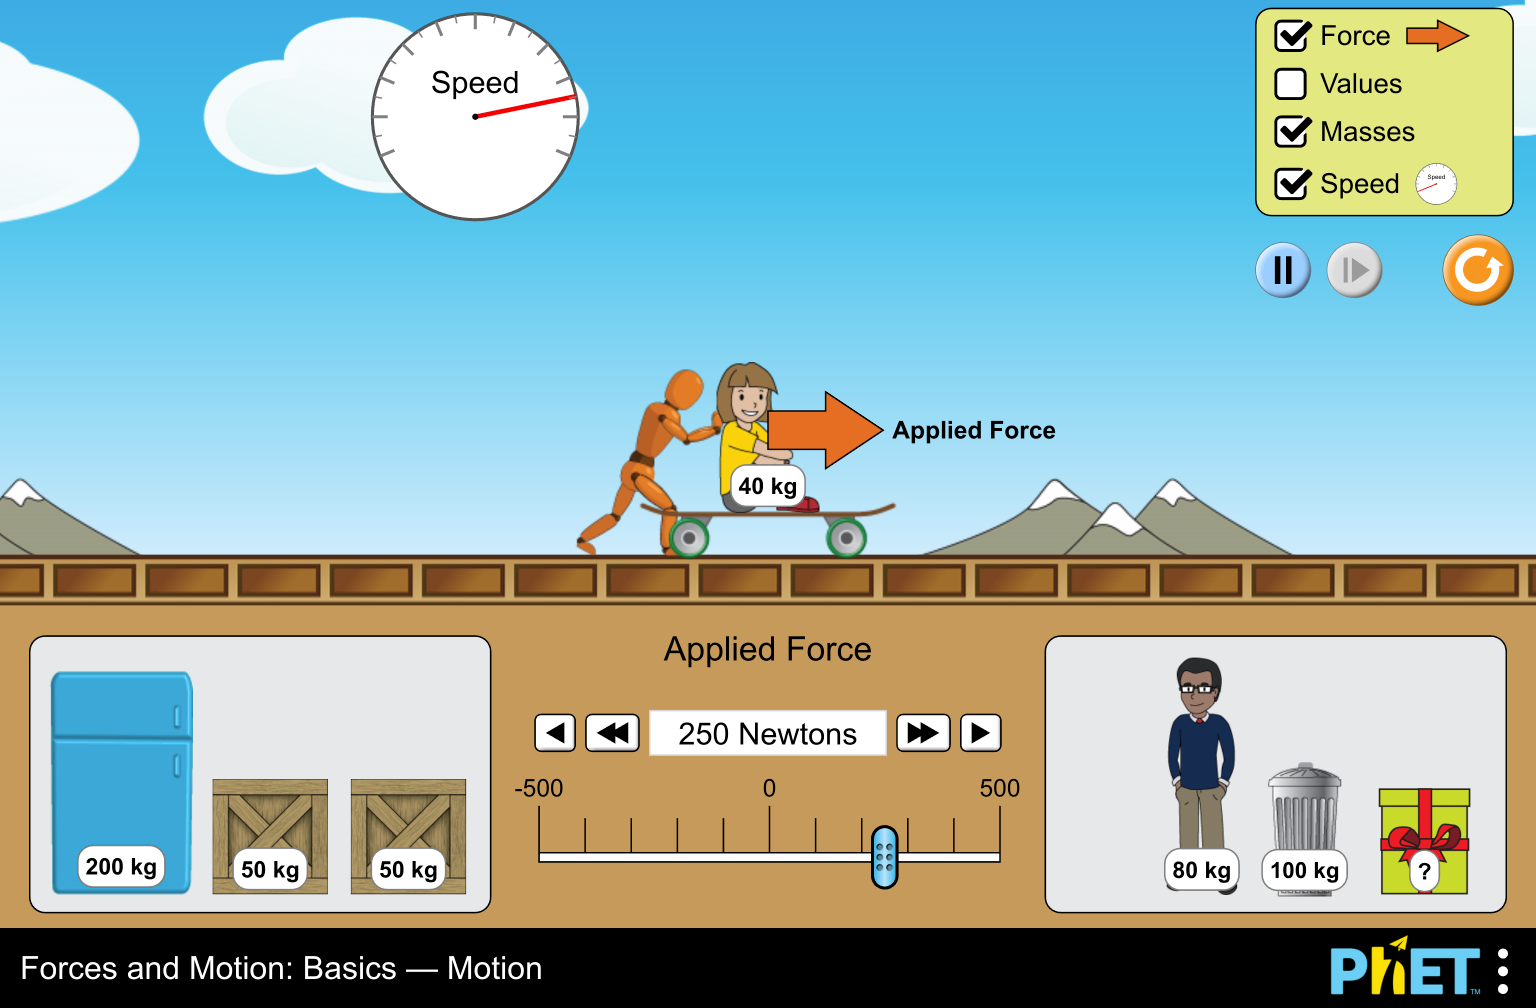 Speed
Force
Values
Masses
Speed
Speed
Applied Force
40 kg
Applied Force
250 Newtons
-500 0 500
200 kg
50 kg
50 kg
80 kg
100 kg
?
Forces and Motion: Basics — Motion
PhET™